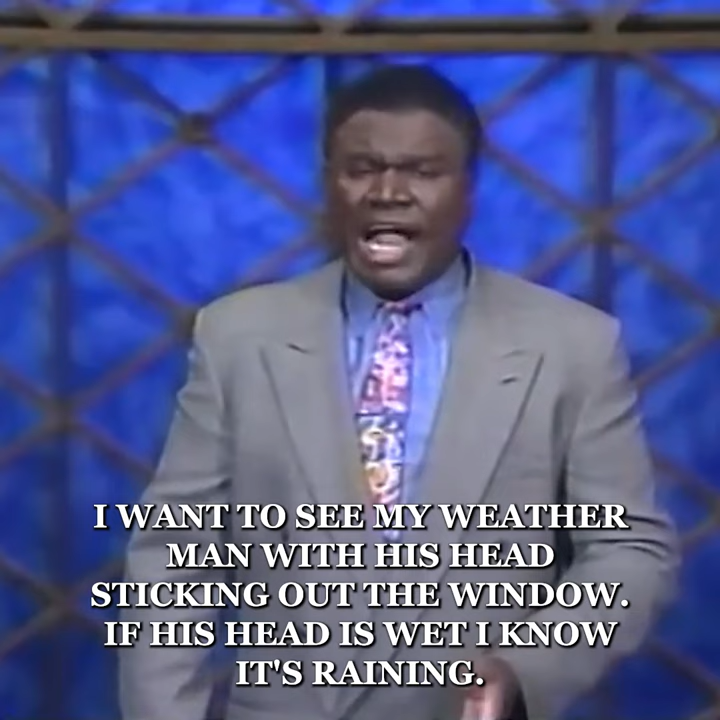 I WANT TO SEE MY WEATHER
MAN WITH HIS HEAD
STICKING OUT THE WINDOW.
IF HIS HEAD IS WET I KNOW
IT'S RAINING.